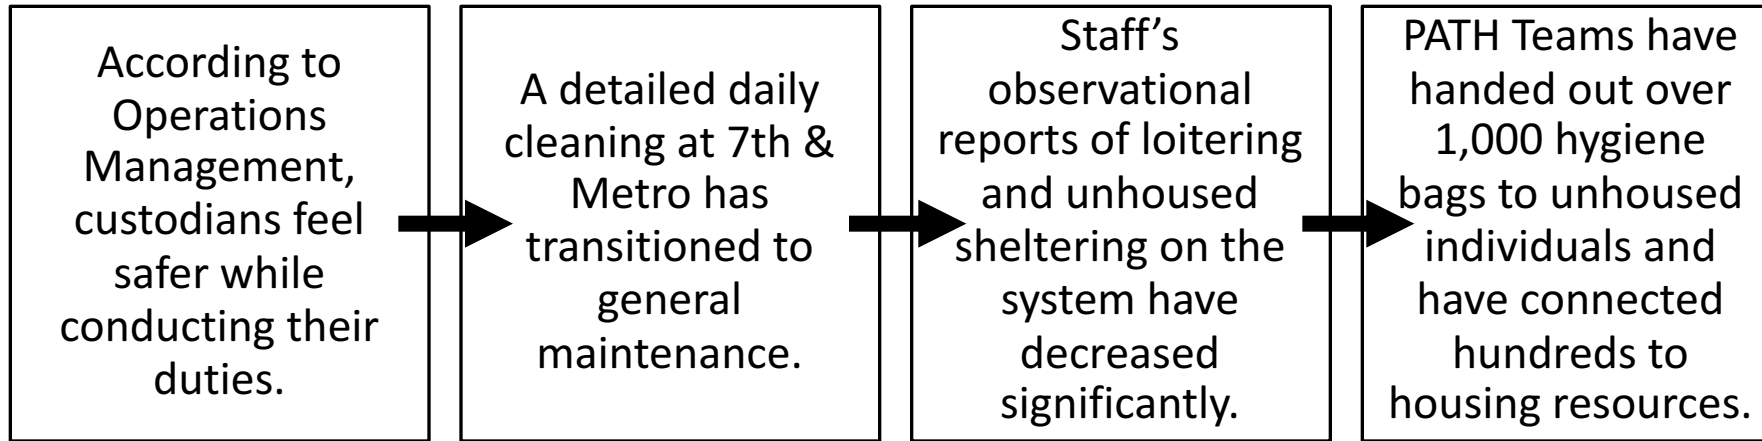 According to
Operations
Management,
custodians feel
safer while
conducting their
duties.
A detailed daily
cleaning at 7th &
Metro has
transitioned to
general
maintenance.
Staff’s
observational
reports of loitering
and unhoused
sheltering on the
system have
decreased
significantly.
PATH Teams have
handed out over
1,000 hygiene
bags to unhoused
individuals and
have connected
hundreds to
housing resources.